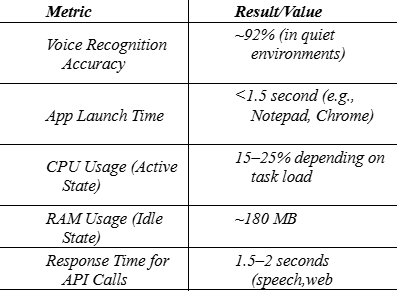 Metric Result/Value
Voice Recognition Accuracy ~92% (in quiet environments)
App Launch Time <1.5 second (e.g., Notepad, Chrome)
CPU Usage (Active State) 15–25% depending on task load
RAM Usage (Idle State) ~180 MB
Response Time for API Calls 1.5–2 seconds (speech,web